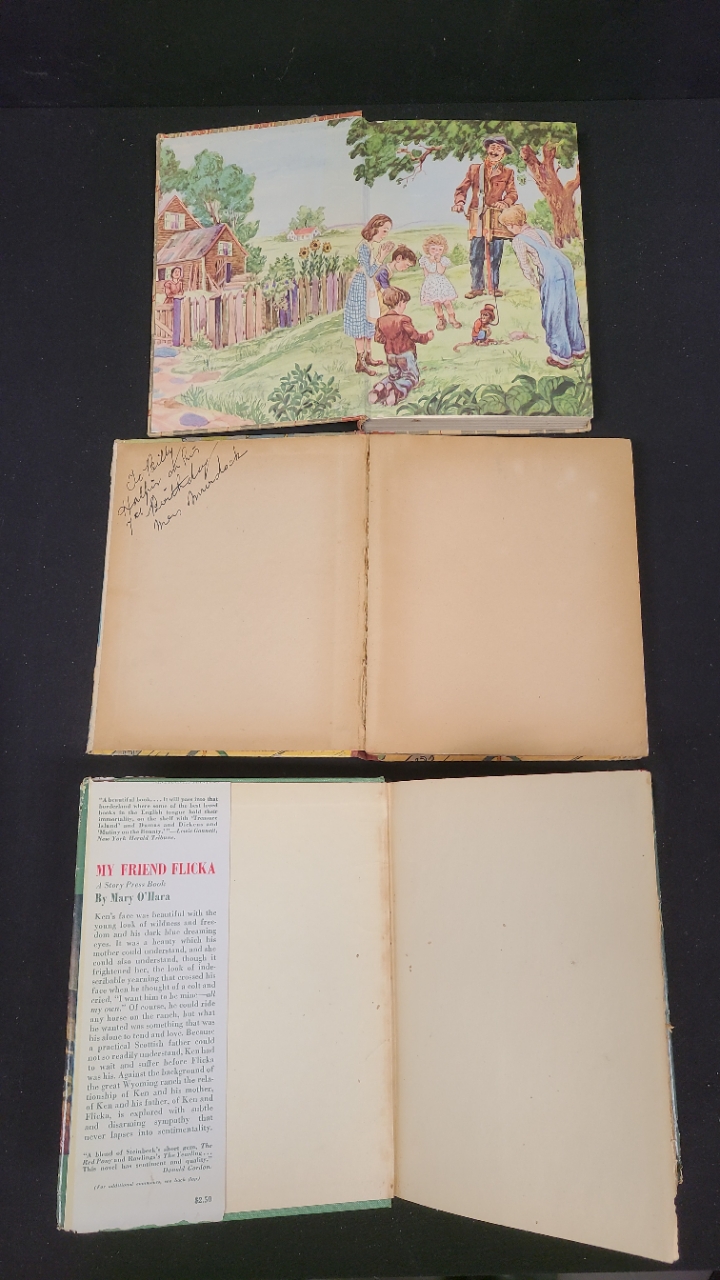 To Billy
Halfin on his
7th Birthday
Mrs. Murdock
"A beautiful book.... It will pass into that
borderland where some of the best loved
books in the English tongue hold their
immortality, on the shelf with 'Treasure
Island' and Dumas and Dickens and
'Mutiny on the Bounty.'"—Louis Gannett,
New York Herald Tribune.
MY FRIEND FLICKA
A Story Press Book
By Mary O'Hara
Ken's face was beautiful with the
young look of wildness and free-
dom and his dark blue dreaming
eyes. It was a beauty which his
mother could understand, and she
could also understand, though it
frightened her, the look of inde-
scribable yearning that crossed his
face when he thought of a colt and
cried, "I want him to be mine—all
my own." Of course, he could ride
any horse on the ranch, but what
he wanted was something that was
his alone to tend and love. Because
a practical Scottish father could
not so readily understand, Ken had
to wait and suffer before Flicka
was his. Against the background of
the great Wyoming ranch the rela-
tionship of Ken and his mother,
of Ken and his father, of Ken and
Flicka, is explored with subtle
and disarming sympathy that
never lapses into sentimentality.
"A blend of Steinbeck's short gem, The
Red Pony and Rawlings's The Yearling...
This novel has sentiment and quality."
Donald Gordon.
(For additional comments, see back flap)
$2.50